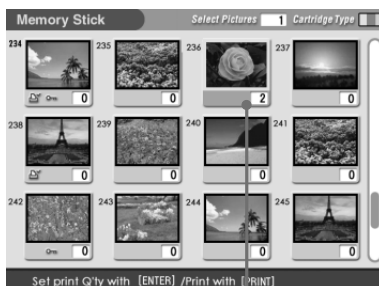 Memory Stick Select Pictures 1 Cartridge Type
234 235 236 237
0 0 2 0
238 239 240 241
0 0 0 0
242 243 244 245
0 0 0 0
Set print Q'ty with [ENTER] /Print with [PRINT]